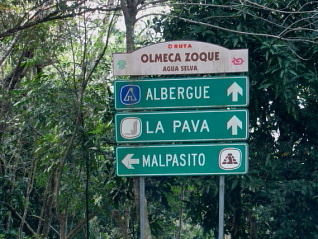 RUTA
OLMECA ZOQUE
AGUA SELVA
ALBERGUE
LA PAVA
MALPASITO